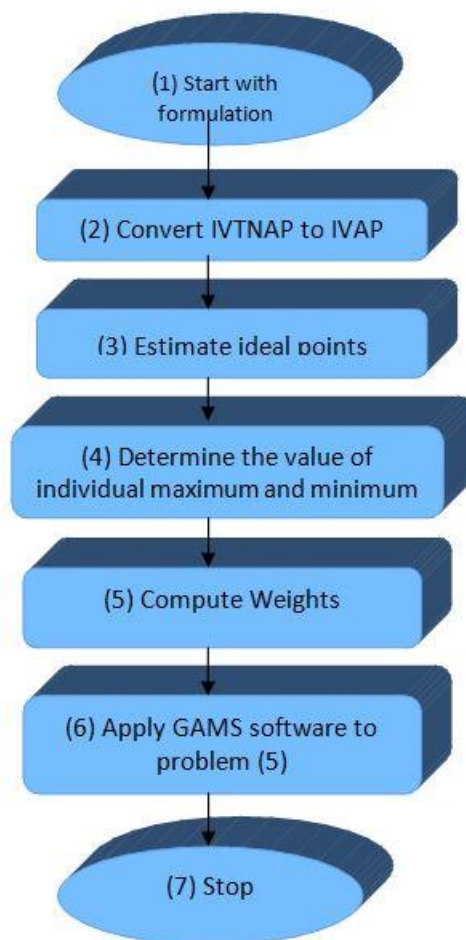 (1) Start with
formulation
(2) Convert IVTNAP to IVAP
(3) Estimate ideal points
(4) Determine the value of
individual maximum and minimum
(5) Compute Weights
(6) Apply GAMS software to
problem (5)
(7) Stop